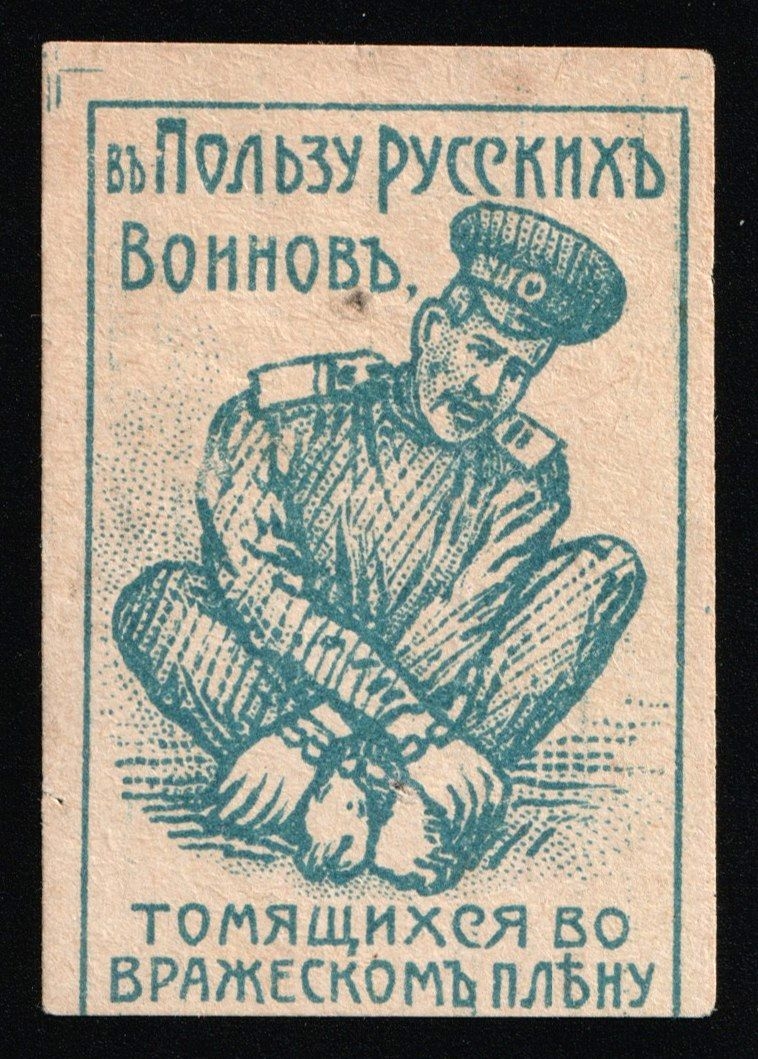 въ Пользу русскихъ
Воиновъ,
томящихся во
вражескомъ плѣну